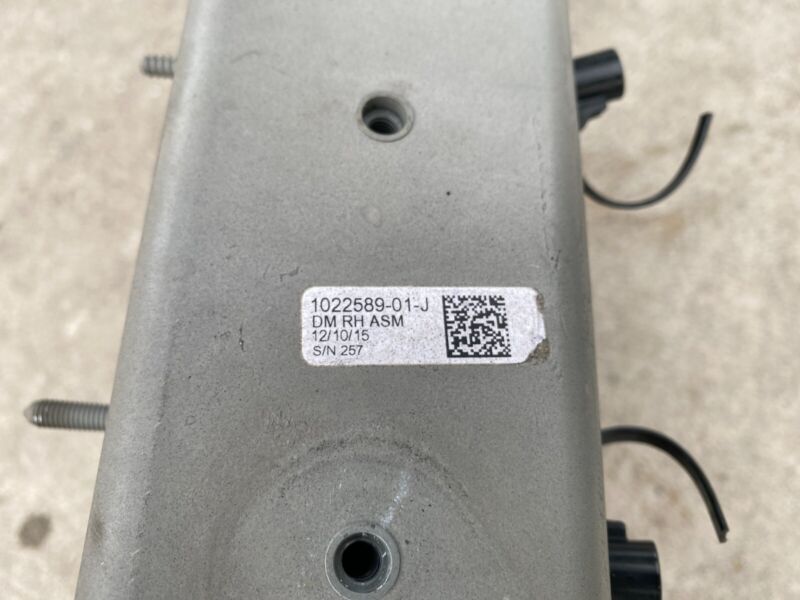 1022589-01-J
DM RH ASM
12/10/15
S/N 257